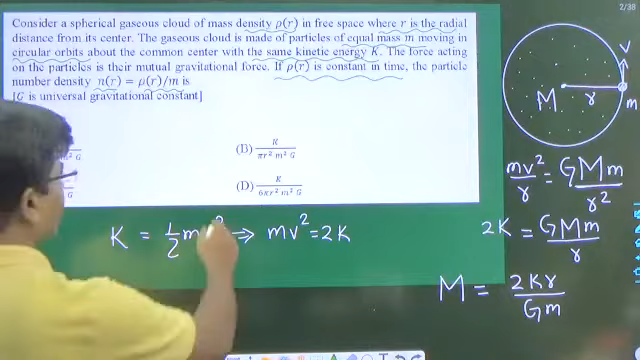 2/38
Consider a spherical gaseous cloud of mass density ρ(r) in free space where r is the radial
distance from its center. The gaseous cloud is made of particles of equal mass m moving in
circular orbits about the common center with the same kinetic energy K. The force acting
on the particles is their mutual gravitational force. If ρ(r) is constant in time, the particle
number density n(r) = ρ(r)/m is
[G is universal gravitational constant]
(B) K / πr² m² G
(D) K / 6πr² m² G
V
M r m
mv²/r = GMm/r²
K = 1/2 m ⇒ mv² = 2K
2K = GMm/r
M = 2Kr/Gm